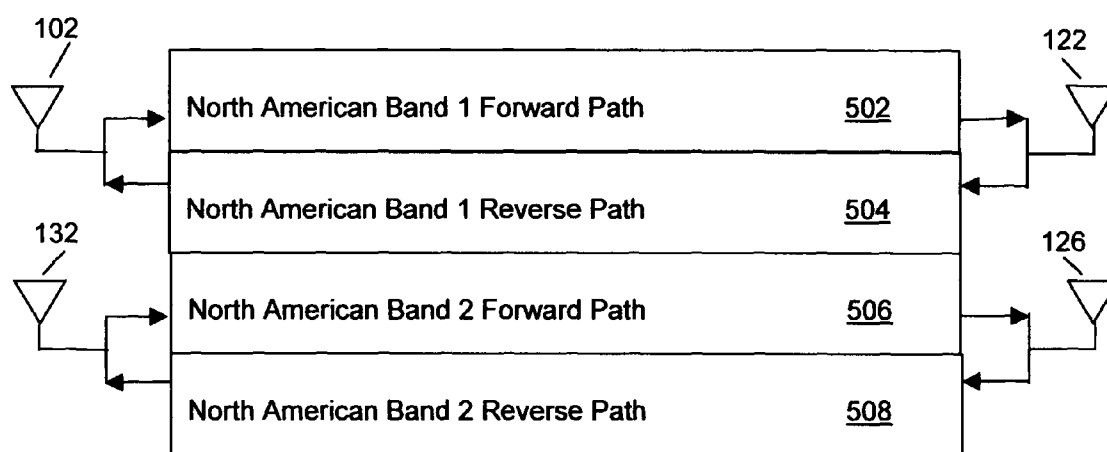 102
122
North American Band 1 Forward Path 502
North American Band 1 Reverse Path 504
132
126
North American Band 2 Forward Path 506
North American Band 2 Reverse Path 508